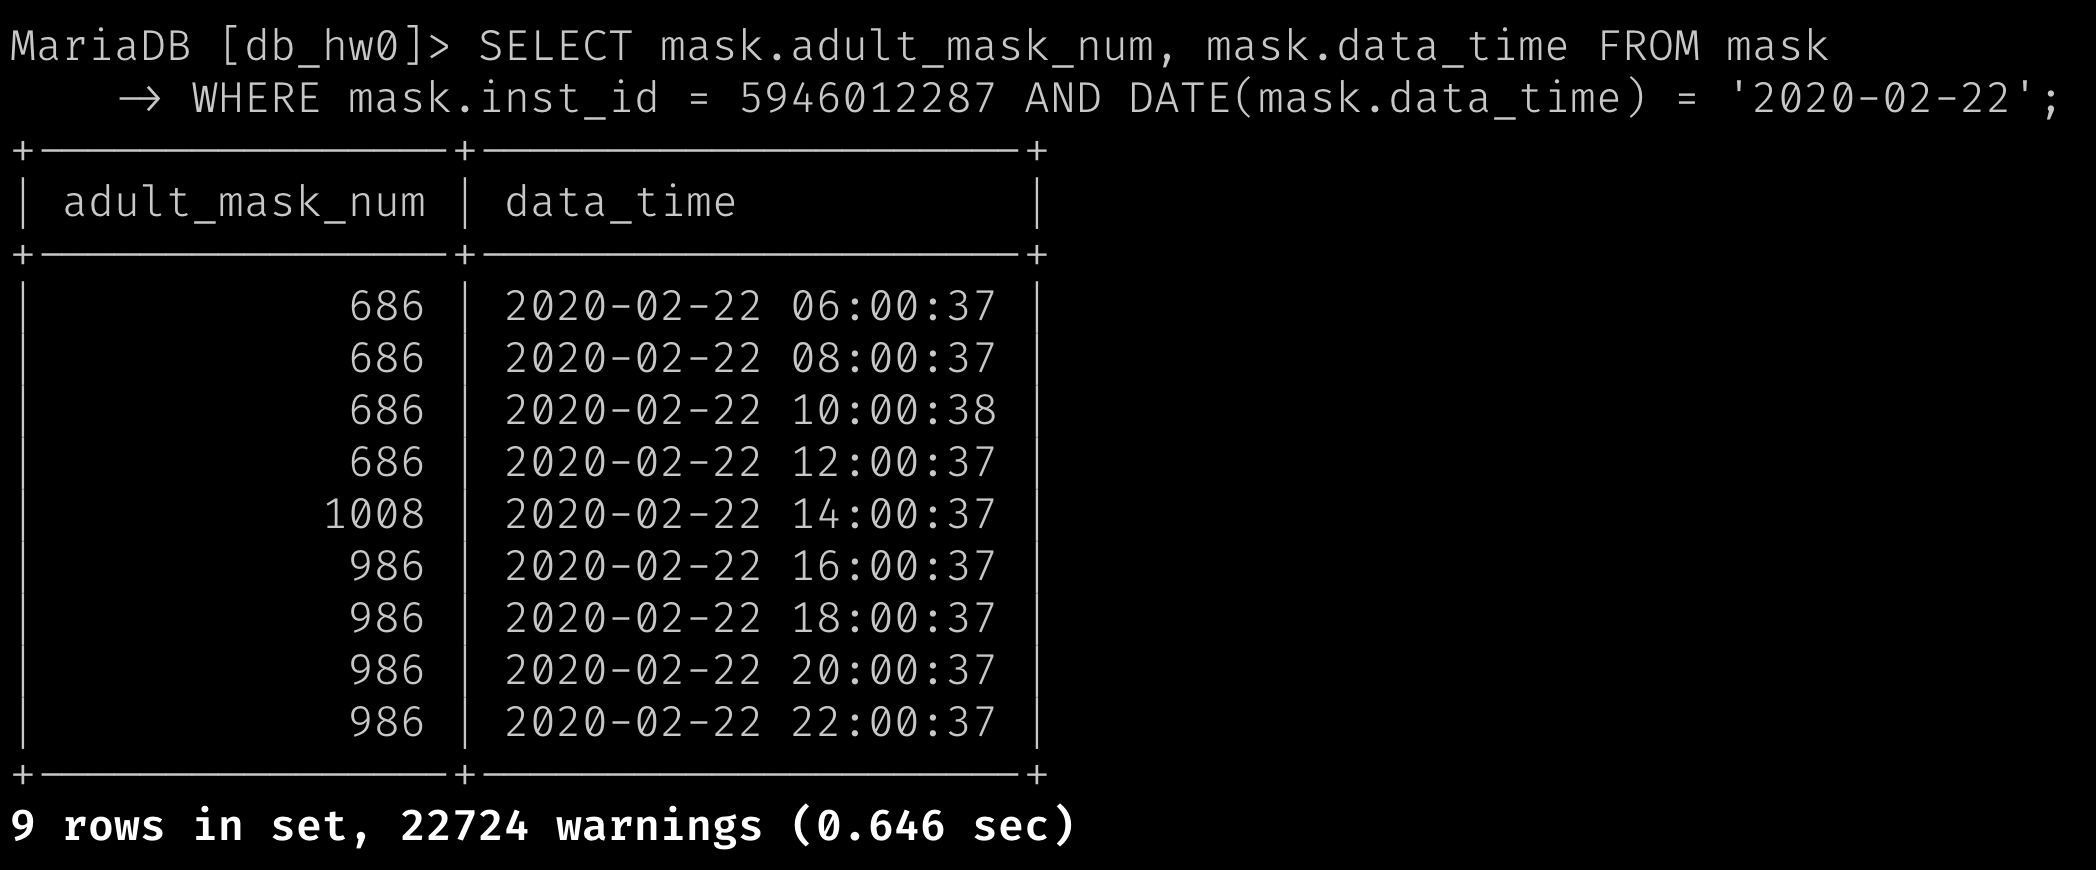 MariaDB [db_hw0]> SELECT mask.adult_mask_num, mask.data_time FROM mask
    -> WHERE mask.inst_id = 5946012287 AND DATE(mask.data_time) = '2020-02-22';
+----------------+---------------------+
| adult_mask_num | data_time           |
+----------------+---------------------+
|            686 | 2020-02-22 06:00:37 |
|            686 | 2020-02-22 08:00:37 |
|            686 | 2020-02-22 10:00:38 |
|            686 | 2020-02-22 12:00:37 |
|           1008 | 2020-02-22 14:00:37 |
|            986 | 2020-02-22 16:00:37 |
|            986 | 2020-02-22 18:00:37 |
|            986 | 2020-02-22 20:00:37 |
|            986 | 2020-02-22 22:00:37 |
+----------------+---------------------+
9 rows in set, 22724 warnings (0.646 sec)